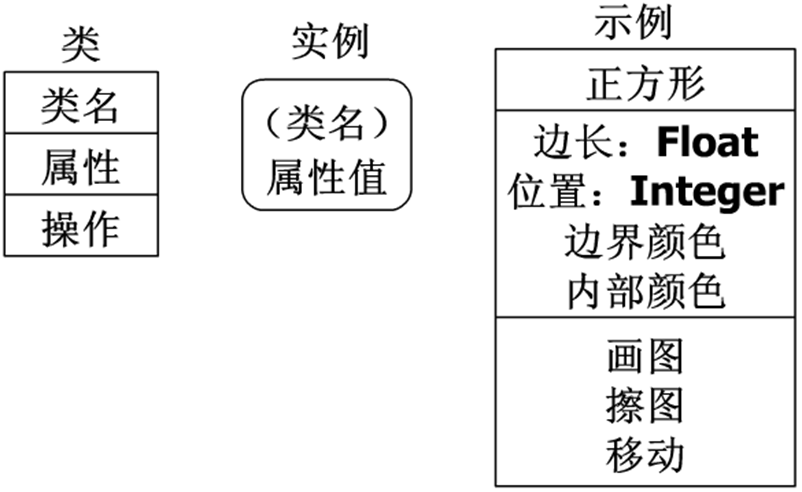 类
类名
属性
操作
实例
（类名）
属性值
示例
正方形
边长：Float
位置：Integer
边界颜色
内部颜色
画图
擦图
移动